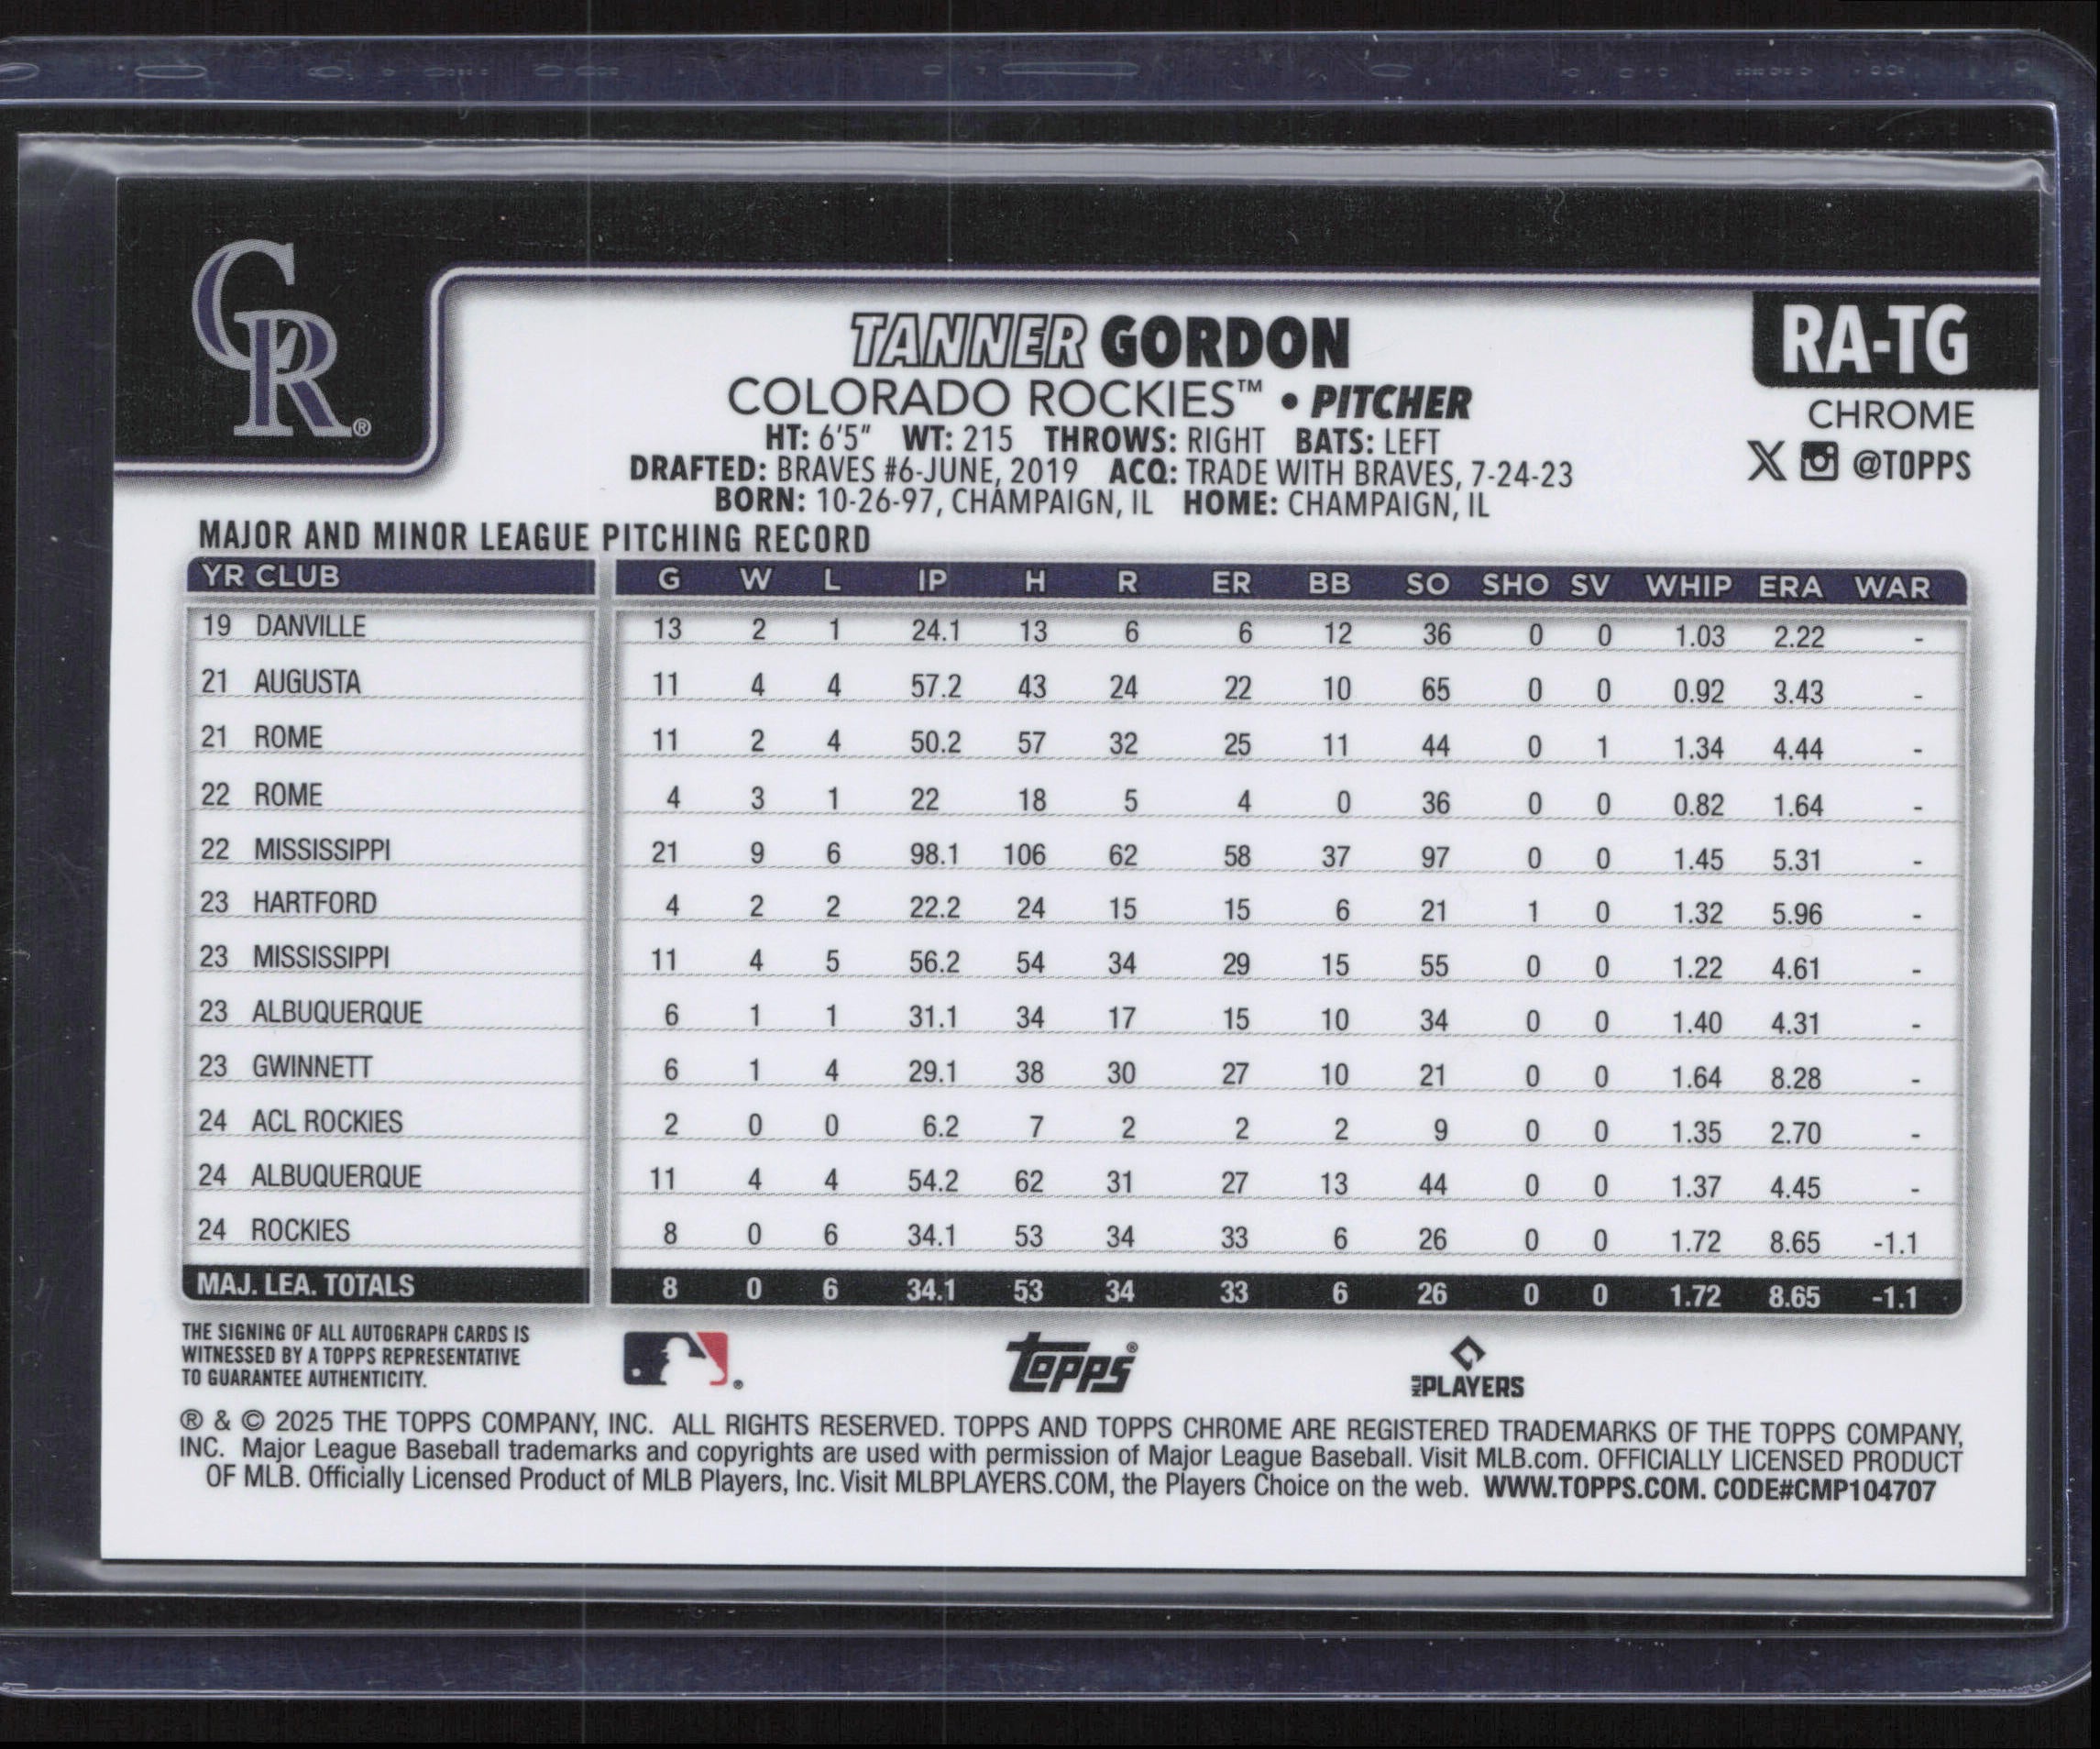 CR®
TANNER GORDON
RA-TG
COLORADO ROCKIES™ • PITCHER
CHROME
HT: 6'5" WT: 215 THROWS: RIGHT BATS: LEFT
DRAFTED: BRAVES #6-JUNE, 2019 ACQ: TRADE WITH BRAVES, 7-24-23
X @TOPPS
BORN: 10-26-97, CHAMPAIGN, IL HOME: CHAMPAIGN, IL
MAJOR AND MINOR LEAGUE PITCHING RECORD
YR CLUB G W L IP H R ER BB SO SHO SV WHIP ERA WAR
19 DANVILLE 13 2 1 24.1 13 6 6 12 36 0 0 1.03 2.22 -
21 AUGUSTA 11 4 4 57.2 43 24 22 10 65 0 0 0.92 3.43 -
21 ROME 11 2 4 50.2 57 32 25 11 44 0 1 1.34 4.44 -
22 ROME 4 3 1 22 18 5 4 0 36 0 0 0.82 1.64 -
22 MISSISSIPPI 21 9 6 98.1 106 62 58 37 97 0 0 1.45 5.31 -
23 HARTFORD 4 2 2 22.2 24 15 15 6 21 1 0 1.32 5.96 -
23 MISSISSIPPI 11 4 5 56.2 54 34 29 15 55 0 0 1.22 4.61 -
23 ALBUQUERQUE 6 1 1 31.1 34 17 15 10 34 0 0 1.40 4.31 -
23 GWINNETT 6 1 4 29.1 38 30 27 10 21 0 0 1.64 8.28 -
24 ACL ROCKIES 2 0 0 6.2 7 2 2 2 9 0 0 1.35 2.70 -
24 ALBUQUERQUE 11 4 4 54.2 62 31 27 13 44 0 0 1.37 4.45 -
24 ROCKIES 8 0 6 34.1 53 34 33 6 26 0 0 1.72 8.65 -1.1
MAJ. LEA. TOTALS 8 0 6 34.1 53 34 33 6 26 0 0 1.72 8.65 -1.1
THE SIGNING OF ALL AUTOGRAPH CARDS IS
WITNESSED BY A TOPPS REPRESENTATIVE
TO GUARANTEE AUTHENTICITY.
®
topps®
MLB PLAYERS
® & © 2025 THE TOPPS COMPANY, INC. ALL RIGHTS RESERVED. TOPPS AND TOPPS CHROME ARE REGISTERED TRADEMARKS OF THE TOPPS COMPANY,
INC. Major League Baseball trademarks and copyrights are used with permission of Major League Baseball. Visit MLB.com. OFFICIALLY LICENSED PRODUCT
OF MLB. Officially Licensed Product of MLB Players, Inc. Visit MLBPLAYERS.COM, the Players Choice on the web. WWW.TOPPS.COM. CODE#CMP104707